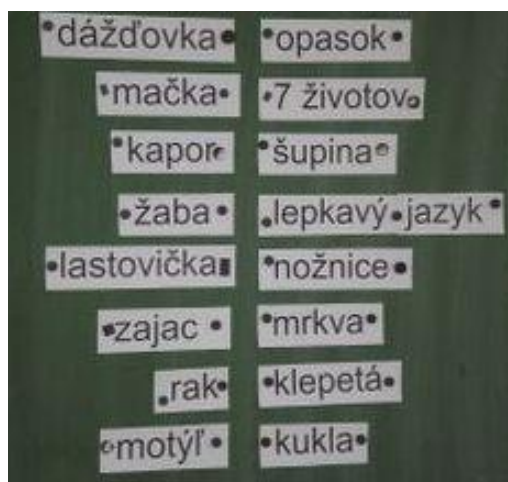 dážďovka opasok
mačka 7 životov
kapor šupina
žaba lepkavý jazyk
lastovička nožnice
zajac mrkva
rak klepetá
motýľ kukla